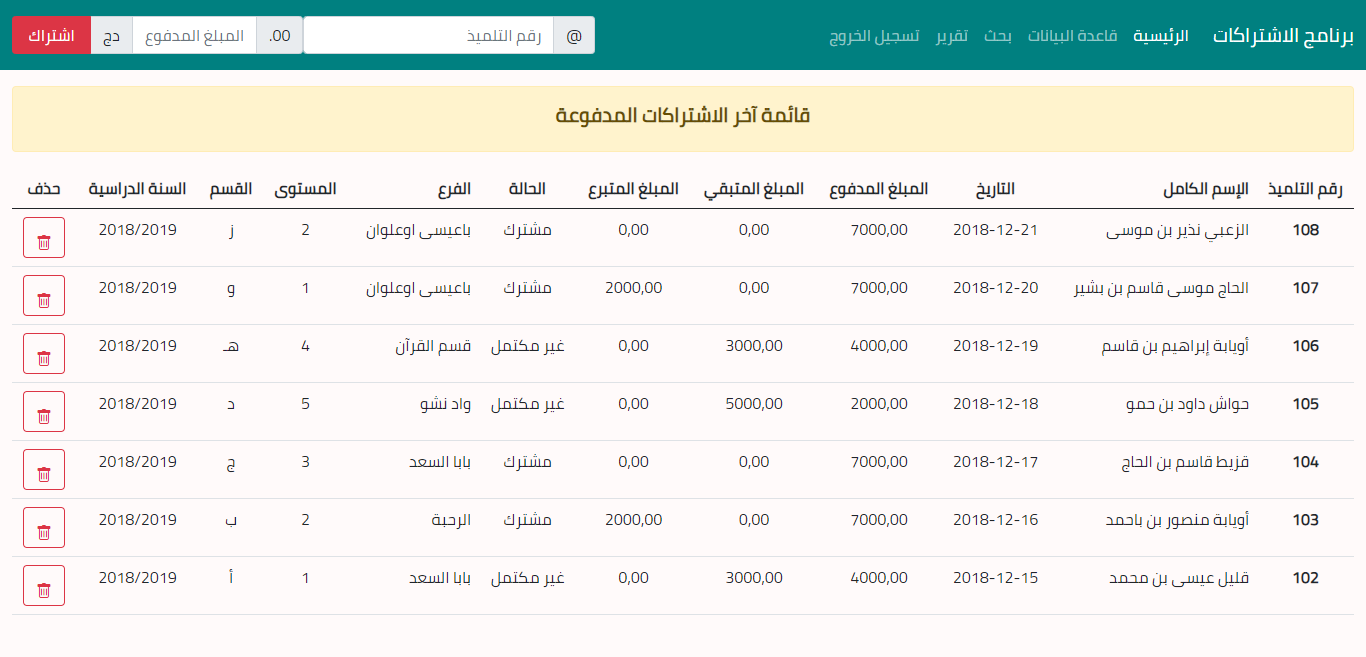 برنامج الاشتراكات الرئيسية قاعدة البيانات بحث تقرير تسجيل الخروج @ رقم التلميذ .00 المبلغ المدفوع دج اشتراك
قائمة آخر الاشتراكات المدفوعة
رقم التلميذ الإسم الكامل التاريخ المبلغ المدفوع المبلغ المتبقي المبلغ المتبرع الحالة الفرع المستوى القسم السنة الدراسية حذف
108 الزعبي نذير بن موسى 2018-12-21 7000,00 0,00 0,00 مشترك باعيسى اوعلوان 2 ز 2018/2019
107 الحاج موسى قاسم بن بشير 2018-12-20 7000,00 0,00 2000,00 مشترك باعيسى اوعلوان 1 و 2018/2019
106 أويابة إبراهيم بن قاسم 2018-12-19 4000,00 3000,00 0,00 غير مكتمل قسم القرآن 4 هـ 2018/2019
105 حواش داود بن حمو 2018-12-18 2000,00 5000,00 0,00 غير مكتمل واد نشو 5 د 2018/2019
104 قزيط قاسم بن الحاج 2018-12-17 7000,00 0,00 0,00 مشترك بابا السعد 3 ج 2018/2019
103 أويابة منصور بن باحمد 2018-12-16 7000,00 0,00 2000,00 مشترك الرحبة 2 ب 2018/2019
102 قليل عيسى بن محمد 2018-12-15 4000,00 3000,00 0,00 غير مكتمل بابا السعد 1 أ 2018/2019